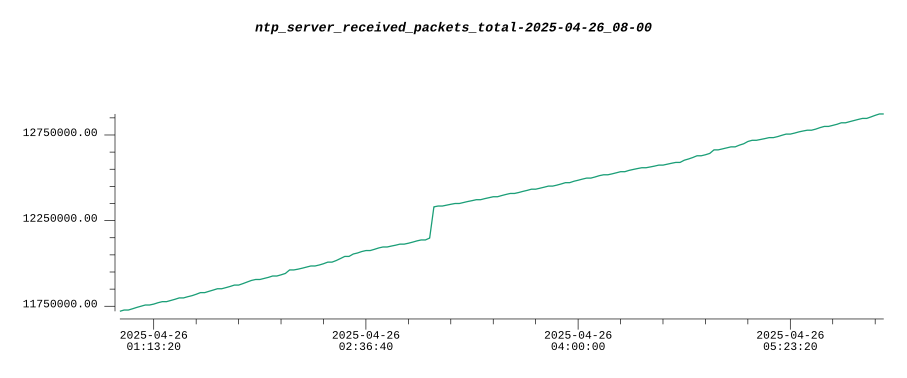 ntp_server_received_packets_total-2025-04-26_08-00
12750000.00
12250000.00
11750000.00
2025-04-26 2025-04-26 2025-04-26 2025-04-26
01:13:20 02:36:40 04:00:00 05:23:20